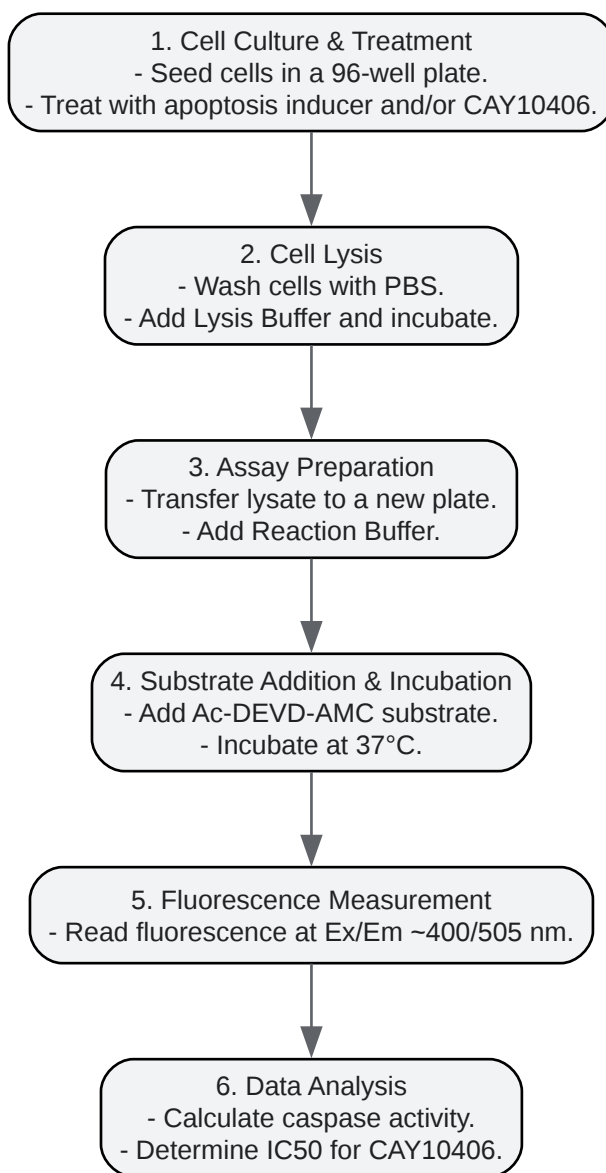 1. Cell Culture & Treatment
- Seed cells in a 96-well plate.
- Treat with apoptosis inducer and/or CAY10406.
2. Cell Lysis
- Wash cells with PBS.
- Add Lysis Buffer and incubate.
3. Assay Preparation
- Transfer lysate to a new plate.
- Add Reaction Buffer.
4. Substrate Addition & Incubation
- Add Ac-DEVD-AMC substrate.
- Incubate at 37°C.
5. Fluorescence Measurement
- Read fluorescence at Ex/Em ~400/505 nm.
6. Data Analysis
- Calculate caspase activity.
- Determine IC50 for CAY10406.